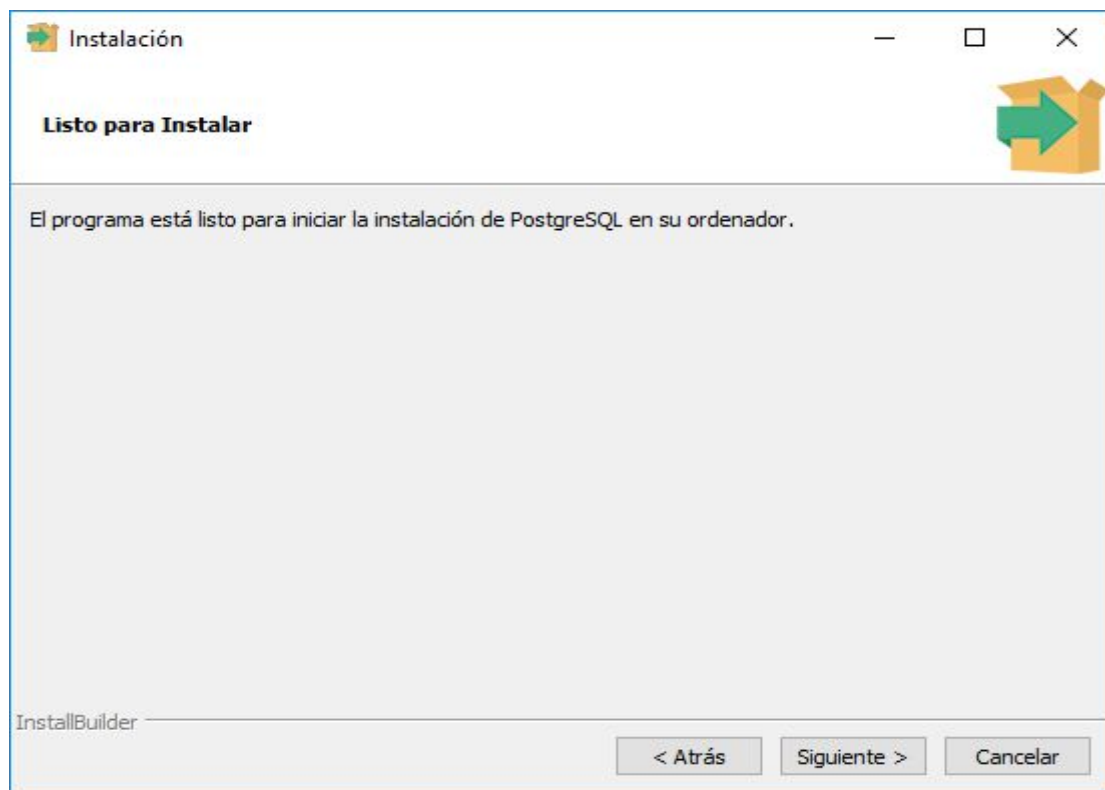 Instalación
Listo para Instalar
El programa está listo para iniciar la instalación de PostgreSQL en su ordenador.
InstallBuilder
< Atrás
Siguiente >
Cancelar